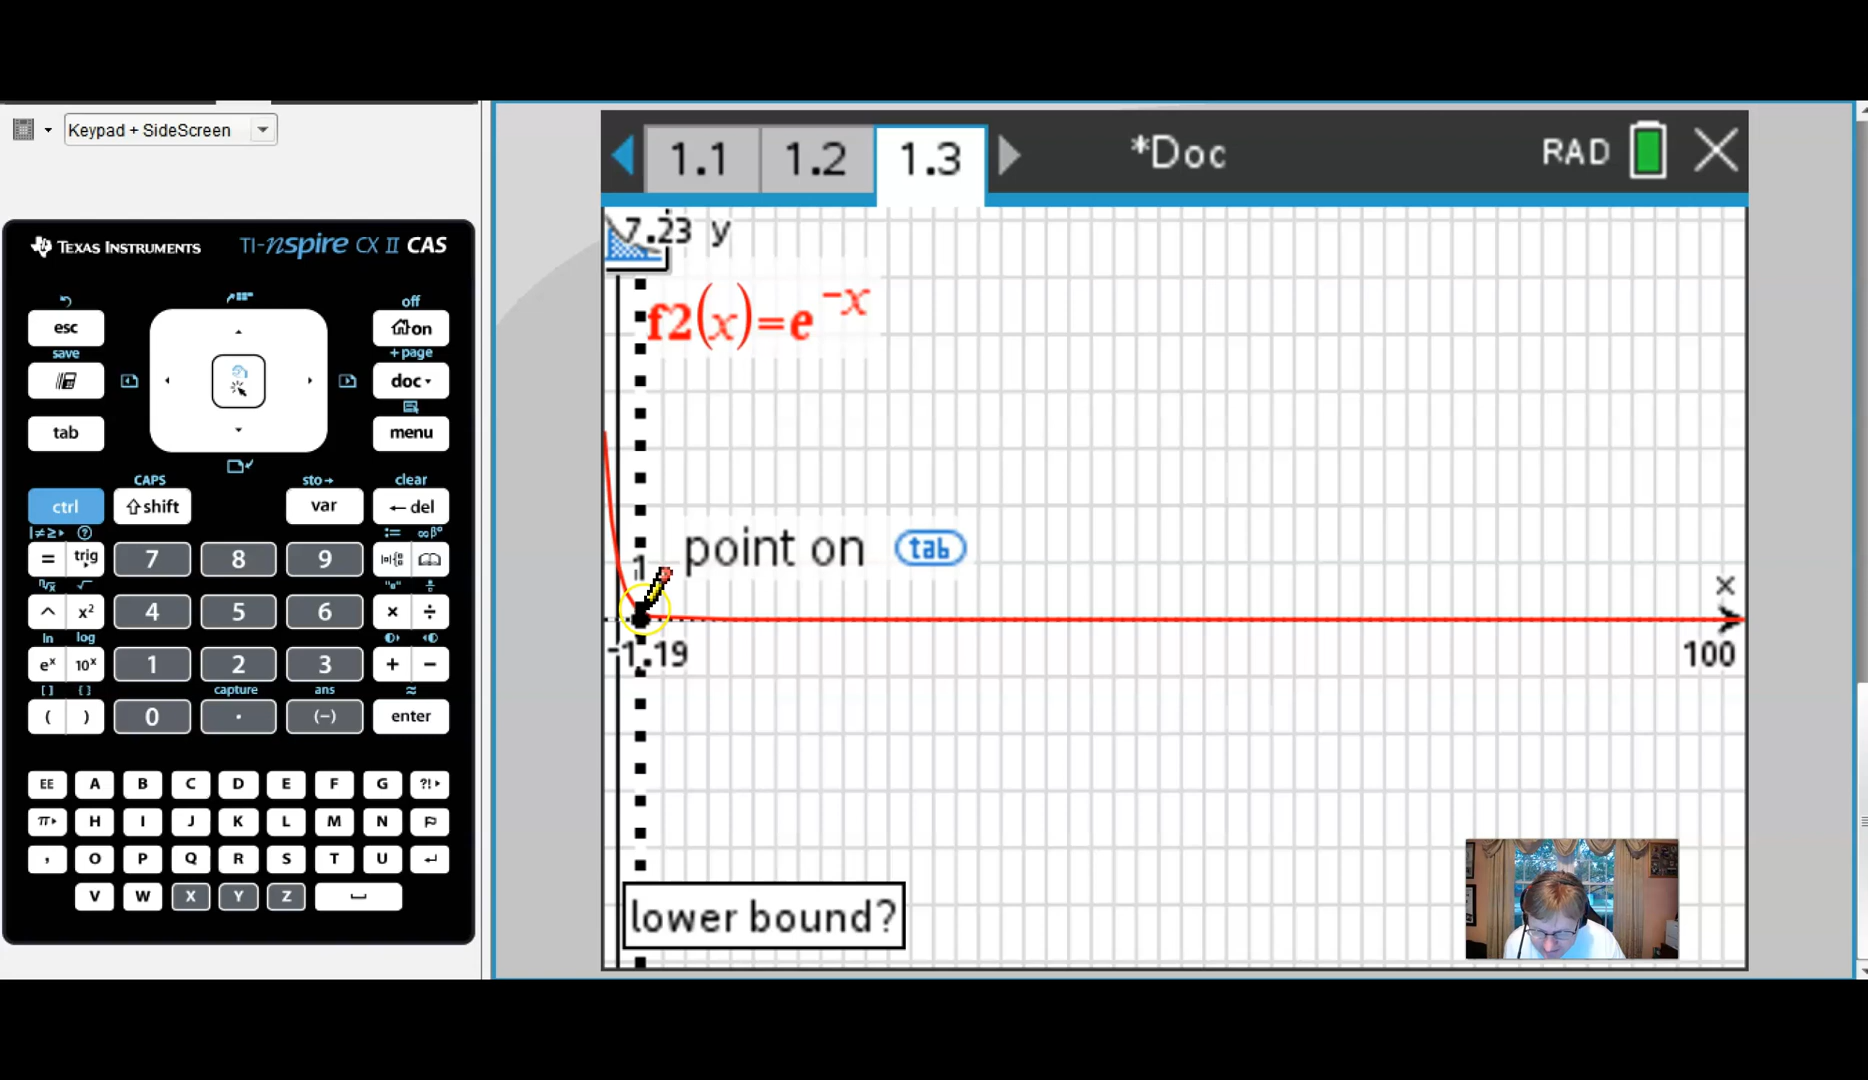 Keypad + SideScreen
TEXAS INSTRUMENTS TI-nspire CX II CAS
esc
off
on
save
+ page
doc
tab
menu
CAPS
sto→
clear
ctrl
shift
var
← del
|≠≥▸
:=
∞β°
=
trig
7
8
9
^
x²
4
5
6
×
÷
ln
log
eˣ
10ˣ
1
2
3
+
−
[ ]
{ }
capture
ans
≈
(
)
0
.
(−)
enter
EE
A
B
C
D
E
F
G
?!▸
π▸
H
I
J
K
L
M
N
,
O
P
Q
R
S
T
U
V
W
X
Y
Z
1.1
1.2
1.3
*Doc
RAD
7.23 y
f2(x)=e^-x
point on tab
1
x
-1.19
100
lower bound?